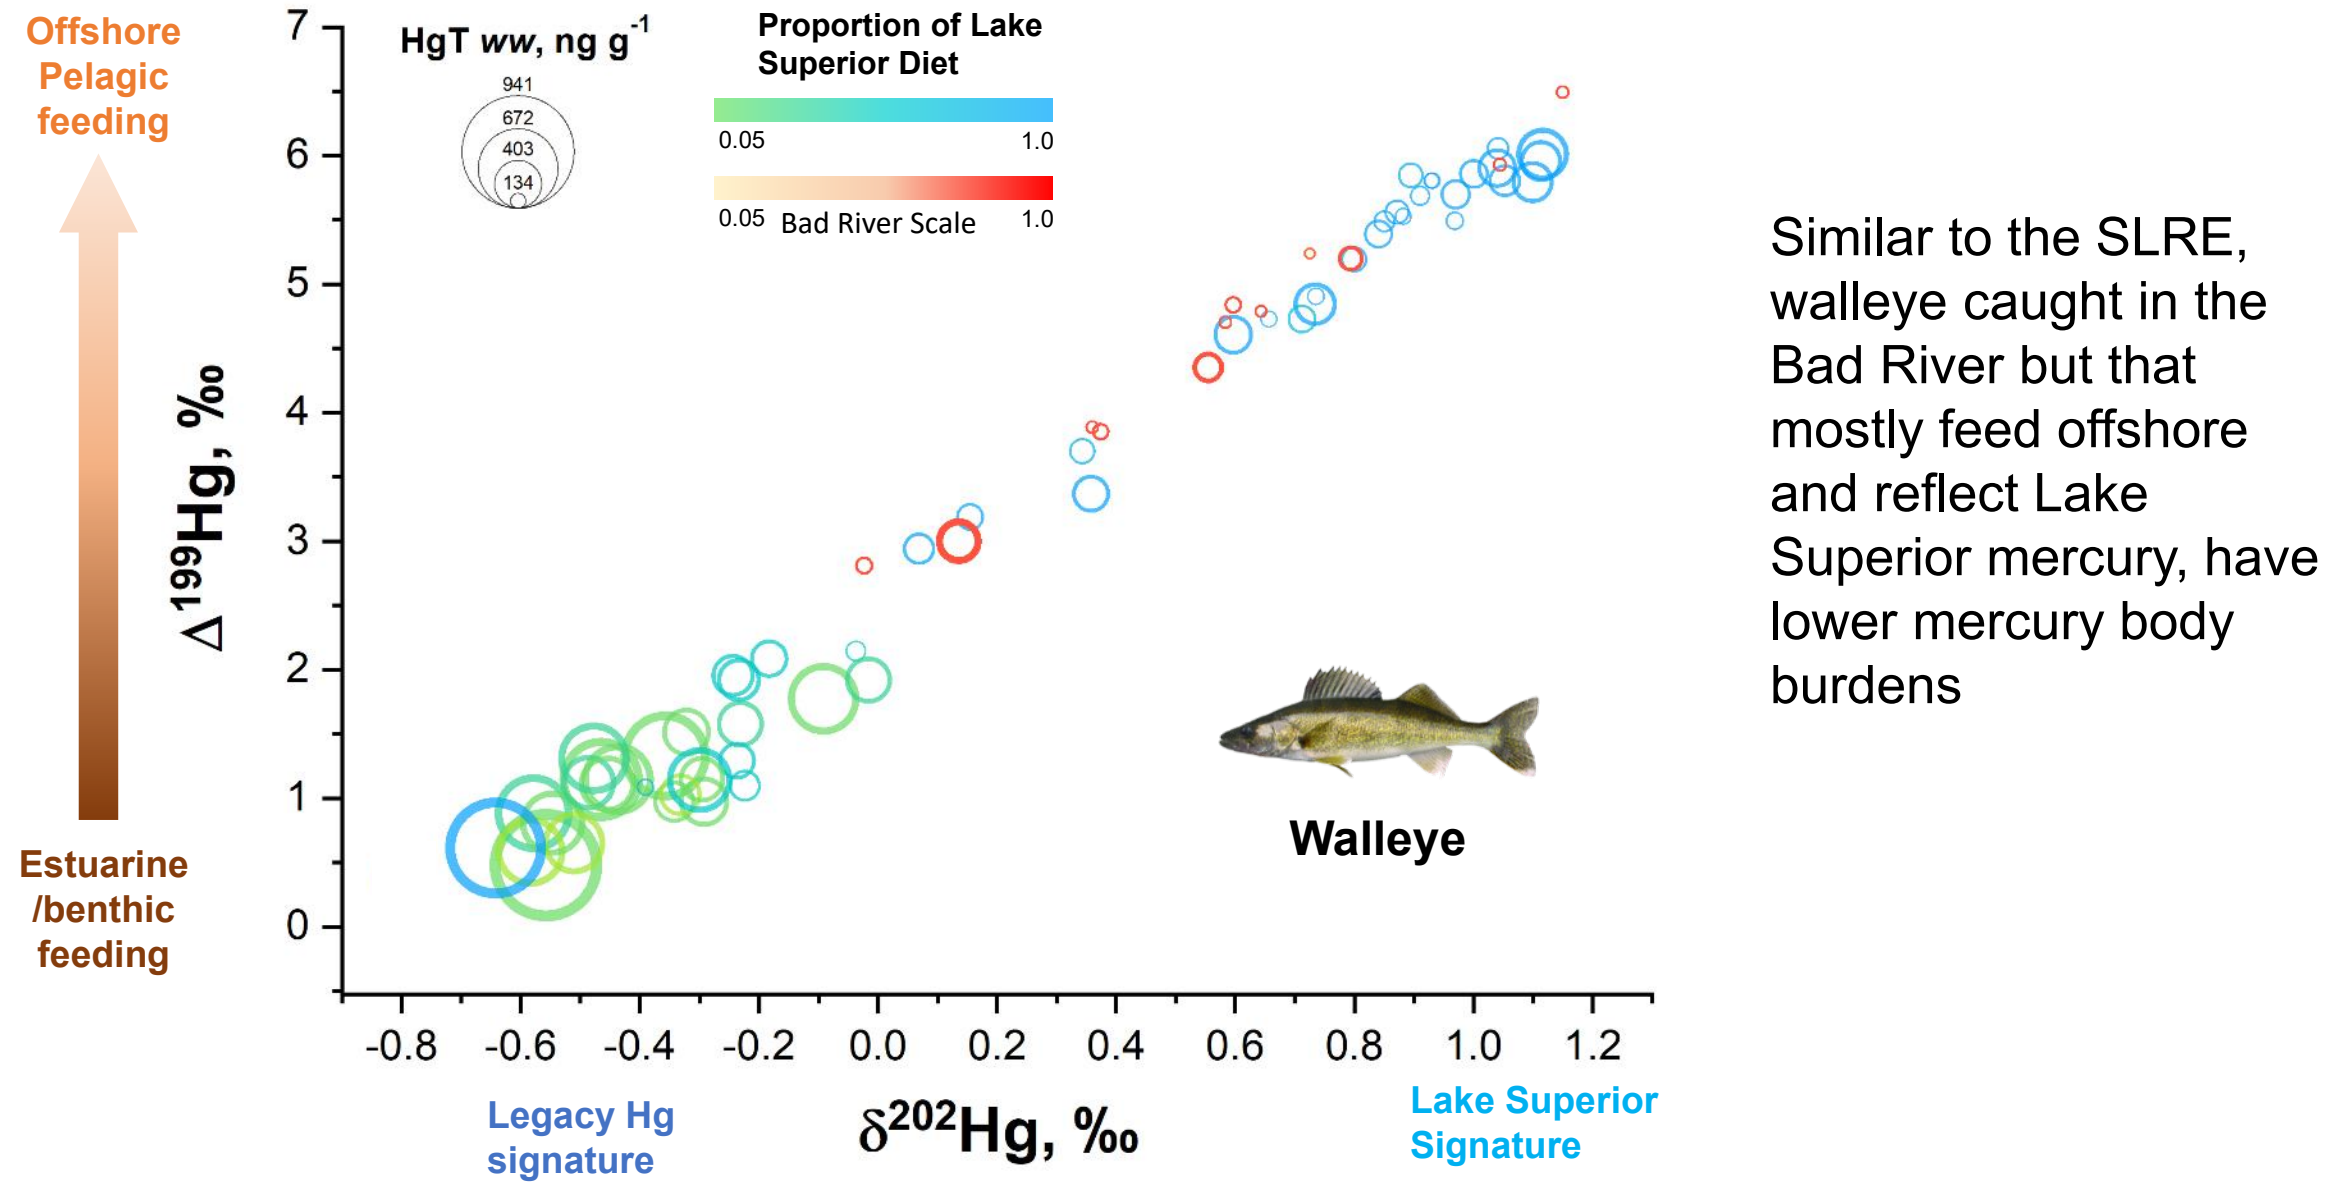 Offshore
Pelagic
feeding
Estuarine
/benthic
feeding
Δ¹⁹⁹Hg, ‰
7
6
5
4
3
2
1
0
HgT ww, ng g⁻¹
941
672
403
134
Proportion of Lake
Superior Diet
0.05 1.0
0.05 Bad River Scale 1.0
Walleye
-0.8 -0.6 -0.4 -0.2 0.0 0.2 0.4 0.6 0.8 1.0 1.2
Legacy Hg
signature
δ²⁰²Hg, ‰
Lake Superior
Signature
Similar to the SLRE,
walleye caught in the
Bad River but that
mostly feed offshore
and reflect Lake
Superior mercury, have
lower mercury body
burdens